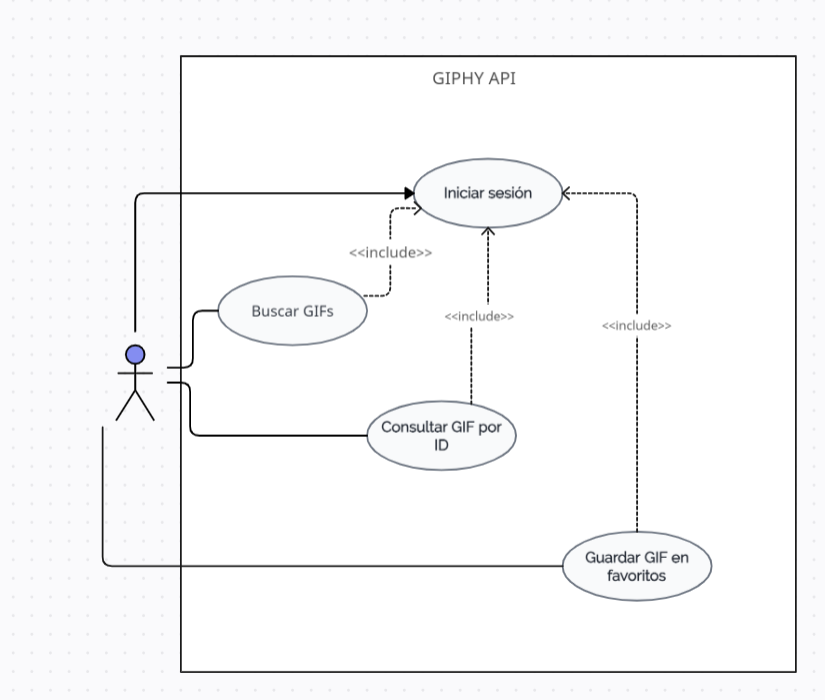 GIPHY API
Iniciar sesión
<<include>>
Buscar GIFs
<<include>>
<<include>>
Consultar GIF por
ID
Guardar GIF en
favoritos